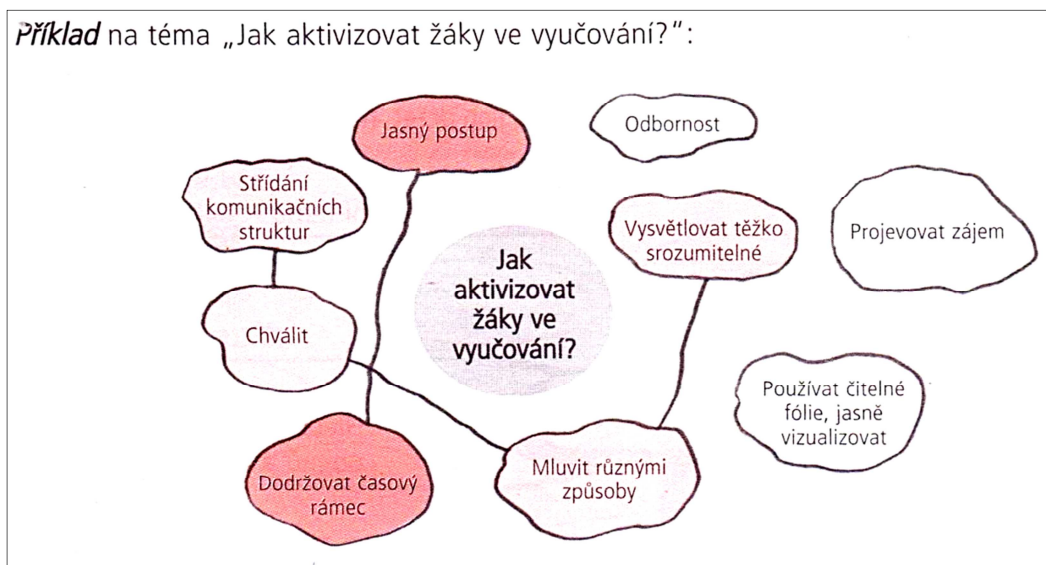 Příklad na téma „Jak aktivizovat žáky ve vyučování?“:
Jasný postup
Odbornost
Střídání
komunikačních
struktur
Vysvětlovat těžko
srozumitelné
Projevovat zájem
Jak
aktivizovat
žáky ve
vyučování?
Chválit
Používat čitelné
fólie, jasně
vizualizovat
Dodržovat časový
rámec
Mluvit různými
způsoby